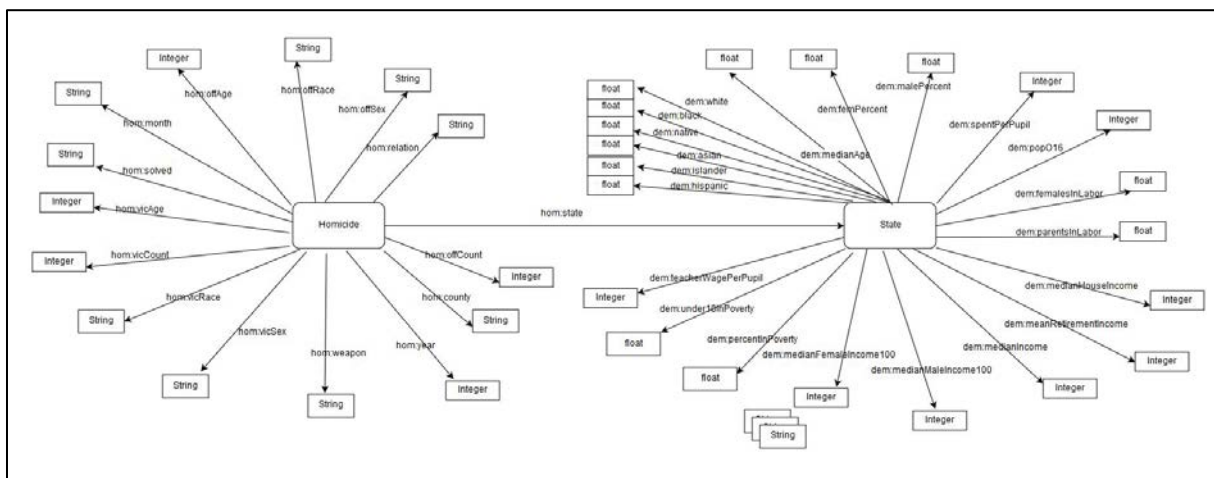 String
Integer
hom:offAge
hom:offRace
String
hom:offSex
String
hom:month
String
hom:relation
String
hom:solved
Integer
hom:vicAge
Homicide
hom:state
Integer
hom:vicCount
hom:offCount
Integer
String
hom:vicRace
hom:county
String
String
hom:vicSex
hom:weapon
String
hom:year
Integer
float
float
float
Integer
dem:malePercent
dem:femPercent
float
float
float
float
float
float
dem:white
dem:black
dem:native
dem:asian
dem:islander
dem:hispanic
dem:medianAge
dem:spentPerPupil
Integer
dem:popO16
dem:femalesInLabor
float
State
dem:parentsInLabor
float
dem:teacherWagePerPupil
Integer
dem:medianHouseIncome
Integer
dem:under18InPoverty
float
dem:meanRetirementIncome
Integer
dem:percentInPoverty
float
dem:medianFemaleIncome100
Integer
dem:medianIncome
Integer
dem:medianMaleIncome100
Integer
String